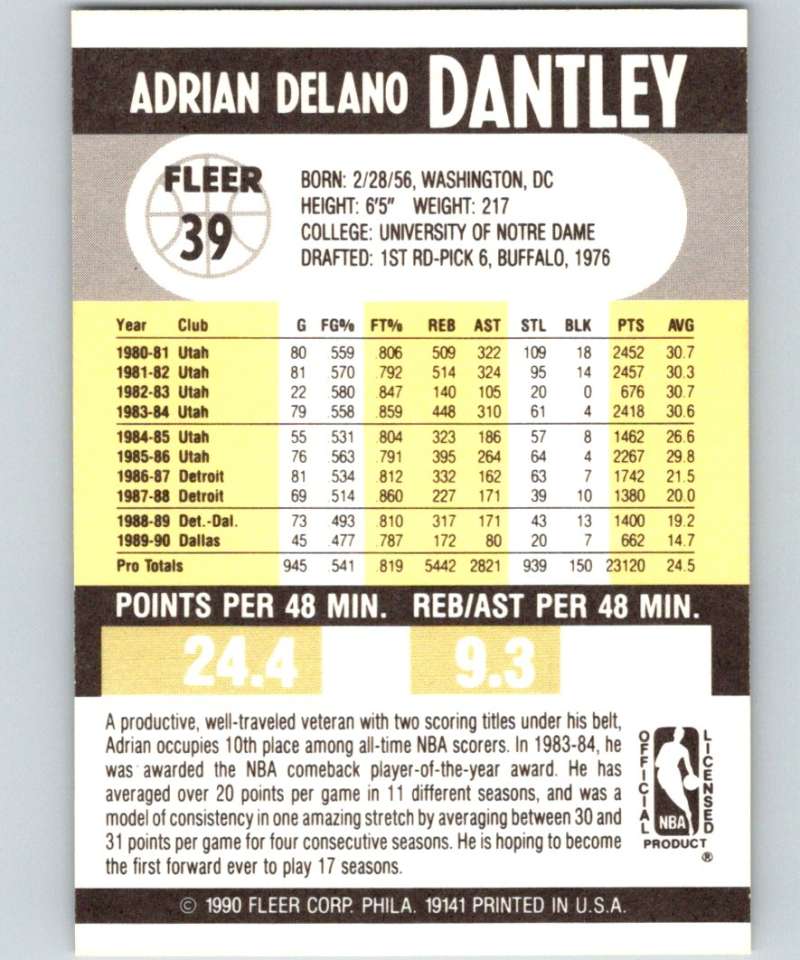 ADRIAN DELANO DANTLEY
FLEER
39
BORN: 2/28/56, WASHINGTON, DC
HEIGHT: 6'5" WEIGHT: 217
COLLEGE: UNIVERSITY OF NOTRE DAME
DRAFTED: 1ST RD-PICK 6, BUFFALO, 1976
Year Club G FG% FT% REB AST STL BLK PTS AVG
1980-81 Utah 80 .559 .806 509 322 109 18 2452 30.7
1981-82 Utah 81 .570 .792 514 324 95 14 2457 30.3
1982-83 Utah 22 .580 .847 140 105 20 0 676 30.7
1983-84 Utah 79 .558 .859 448 310 61 4 2418 30.6
1984-85 Utah 55 .531 .804 323 186 57 8 1462 26.6
1985-86 Utah 76 .563 .791 395 264 64 4 2267 29.8
1986-87 Detroit 81 .534 .812 332 162 63 7 1742 21.5
1987-88 Detroit 69 .514 .860 227 171 39 10 1380 20.0
1988-89 Det.-Dal. 73 .493 .810 317 171 43 13 1400 19.2
1989-90 Dallas 45 .477 .787 172 80 20 7 662 14.7
Pro Totals 945 .541 .819 5442 2821 939 150 23120 24.5
POINTS PER 48 MIN. REB/AST PER 48 MIN.
24.4 9.3
A productive, well-traveled veteran with two scoring titles under his belt,
Adrian occupies 10th place among all-time NBA scorers. In 1983-84, he
was awarded the NBA comeback player-of-the-year award. He has
averaged over 20 points per game in 11 different seasons, and was a
model of consistency in one amazing stretch by averaging between 30 and
31 points per game for four consecutive seasons. He is hoping to become
the first forward ever to play 17 seasons.
OFFICIAL
LICENSED
NBA
PRODUCT
®
© 1990 FLEER CORP. PHILA. 19141 PRINTED IN U.S.A.